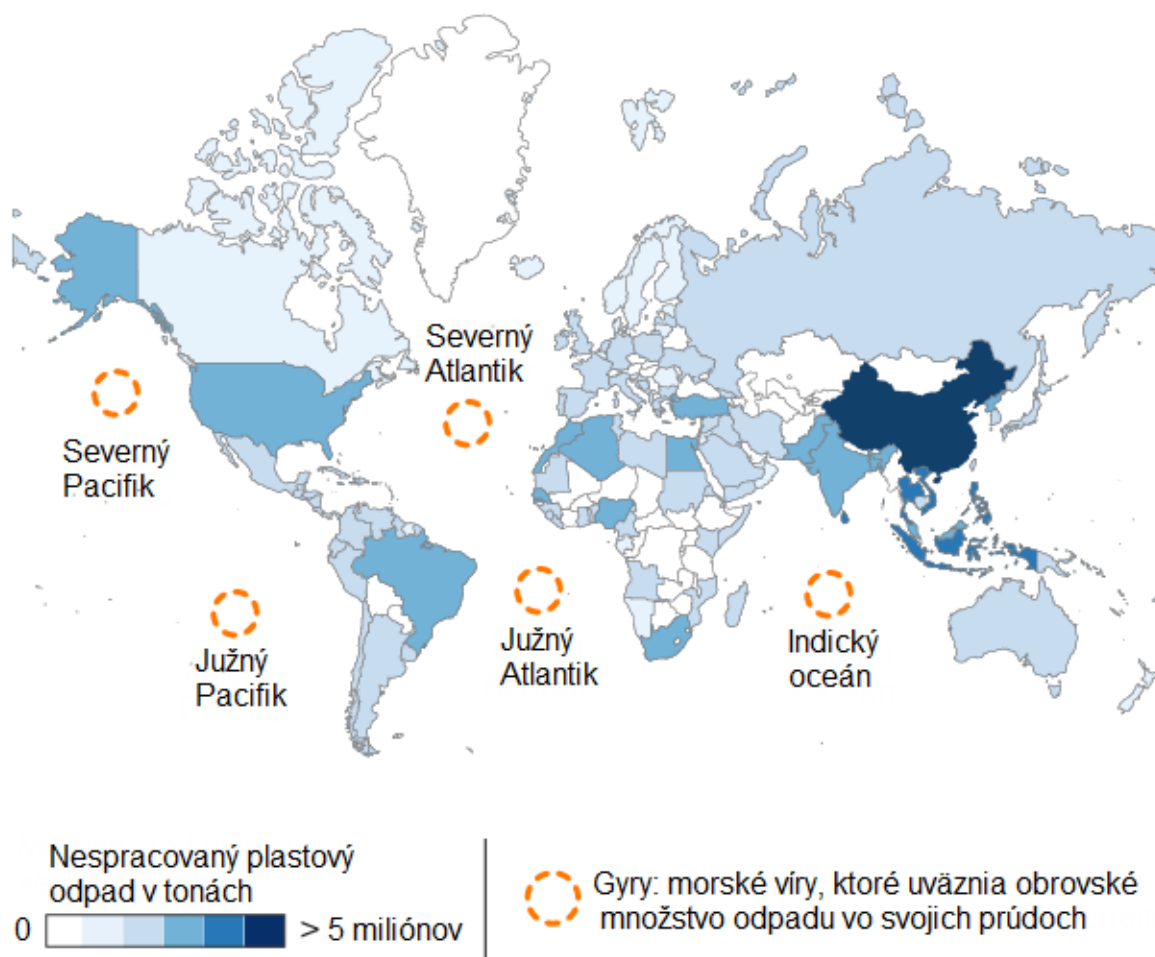 Severný
Atlantik
Severný
Pacifik
Južný
Pacifik
Južný
Atlantik
Indický
oceán
Nespracovaný plastový
odpad v tonách
0 > 5 miliónov
Gyry: morské víry, ktoré uväznia obrovské
množstvo odpadu vo svojich prúdoch